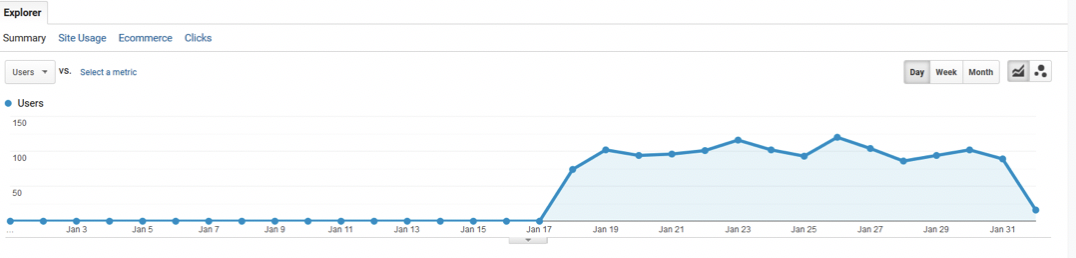 Explorer
Summary Site Usage Ecommerce Clicks
Users VS. Select a metric Day Week Month
Users
150
100
50
... Jan 3 Jan 5 Jan 7 Jan 9 Jan 11 Jan 13 Jan 15 Jan 17 Jan 19 Jan 21 Jan 23 Jan 25 Jan 27 Jan 29 Jan 31